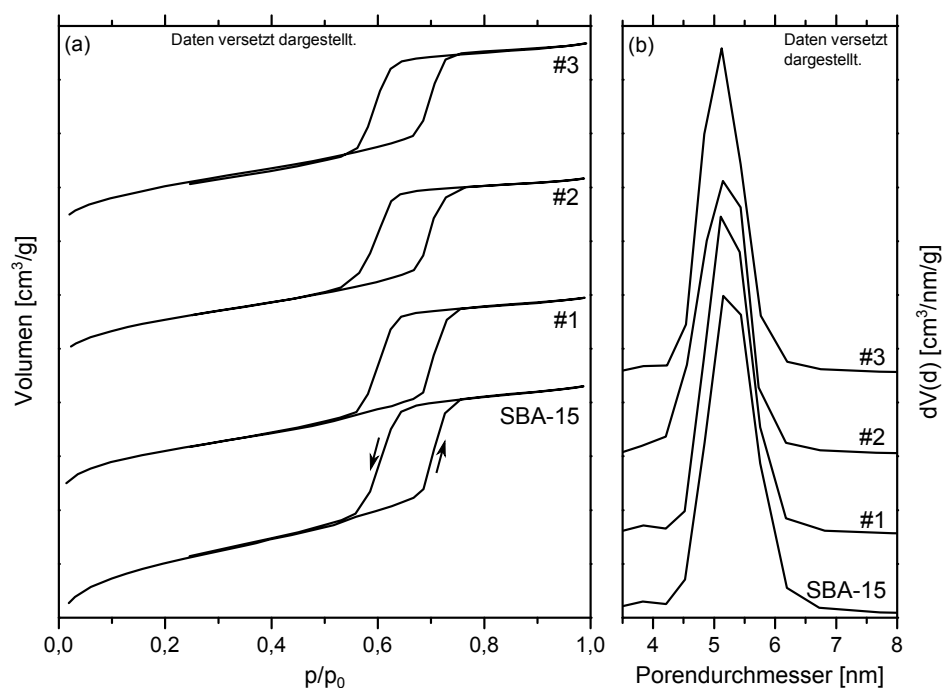 (a)
Daten versetzt dargestellt.
#3
#2
#1
SBA-15
Volumen [cm³/g]
0,0 0,2 0,4 0,6 0,8 1,0
p/p₀
(b)
Daten versetzt
dargestellt.
#3
#2
#1
SBA-15
dV(d) [cm³/nm/g]
4 5 6 7 8
Porendurchmesser [nm]